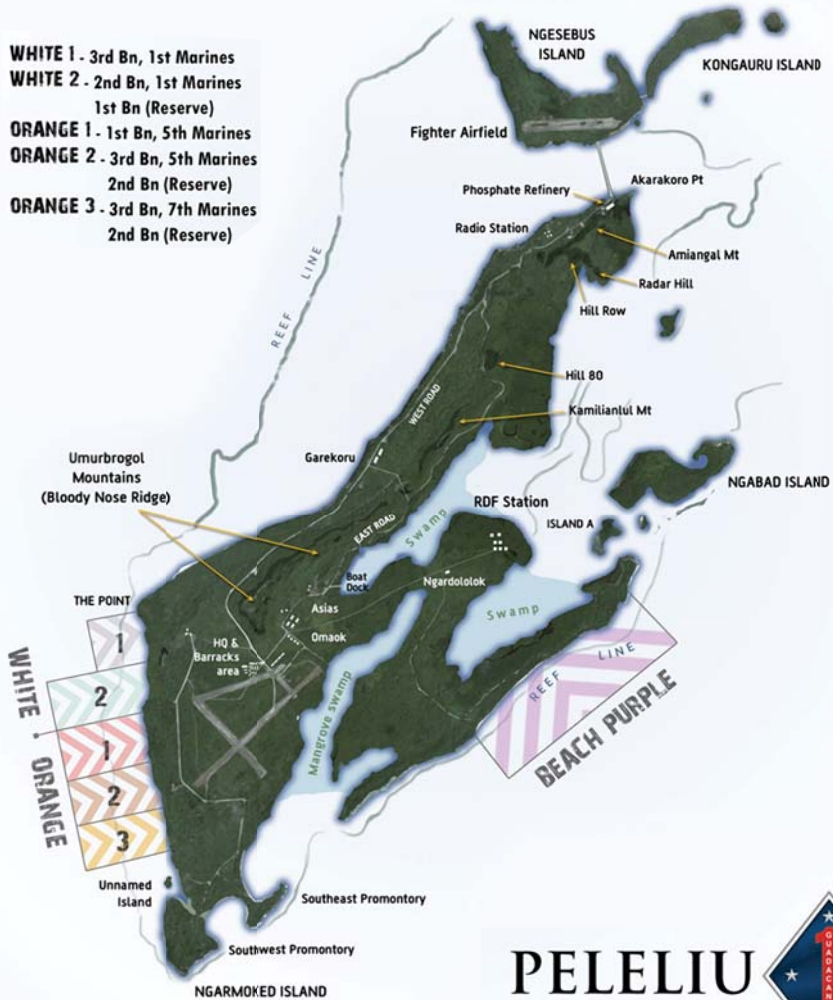 WHITE 1 - 3rd Bn, 1st Marines
WHITE 2 - 2nd Bn, 1st Marines
1st Bn (Reserve)
ORANGE 1 - 1st Bn, 5th Marines
ORANGE 2 - 3rd Bn, 5th Marines
2nd Bn (Reserve)
ORANGE 3 - 3rd Bn, 7th Marines
2nd Bn (Reserve)
NGESEBUS
ISLAND
KONGAURU ISLAND
Fighter Airfield
Phosphate Refinery
Akarakoro Pt
Radio Station
Amiangal Mt
Radar Hill
Hill Row
REEF LINE
Hill 80
Kamilianlul Mt
WEST ROAD
Garekoru
Umurbrogol
Mountains
(Bloody Nose Ridge)
EAST ROAD
Swamp
RDF Station
NGABAD ISLAND
ISLAND A
Boat
Dock
Ngardololok
THE POINT
Asias
Swamp
Omaok
HQ &
Barracks
area
1
2
1
2
3
WHITE • ORANGE
Mangrove swamp
REEF LINE
BEACH PURPLE
Unnamed
Island
Southeast Promontory
Southwest Promontory
NGARMOKED ISLAND
PELELIU
1